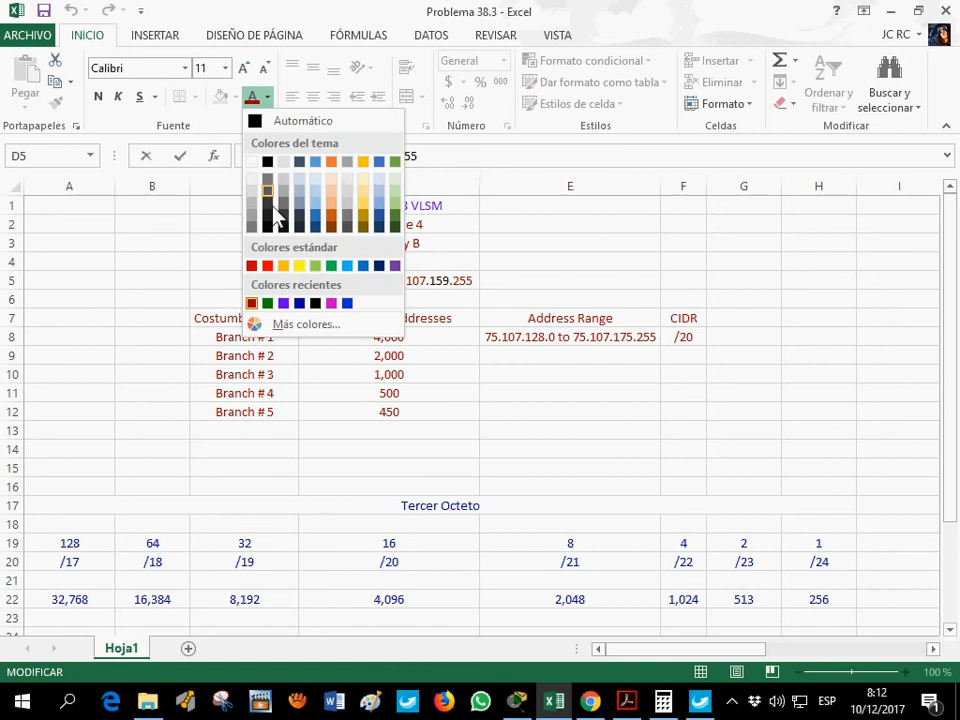 Problema 38.3 - Excel
ARCHIVO INICIO INSERTAR DISEÑO DE PÁGINA FÓRMULAS DATOS REVISAR VISTA JC RC
Pegar
Calibri 11
N K S
A A
A
General
$ % 000
Formato condicional
Dar formato como tabla
Estilos de celda
Insertar
Eliminar
Formato
Ordenar y filtrar
Buscar y seleccionar
Portapapeles Fuente Número Estilos Celdas Modificar
D5 fx 55
Automático
Colores del tema
Colores estándar
Colores recientes
Más colores...
A B E F G H I
1 3 VLSM
2 e 4
3 y B
4
5 107.159.255
6
7 Costumb dresses Address Range CIDR
8 Branch # 1 4,000 75.107.128.0 to 75.107.175.255 /20
9 Branch # 2 2,000
10 Branch # 3 1,000
11 Branch # 4 500
12 Branch # 5 450
13
14
15
16
17 Tercer Octeto
18
19 128 64 32 16 8 4 2 1
20 /17 /18 /19 /20 /21 /22 /23 /24
21
22 32,768 16,384 8,192 4,096 2,048 1,024 513 256
23
24
Hoja1
MODIFICAR 100 %
ESP 8:12
10/12/2017
1